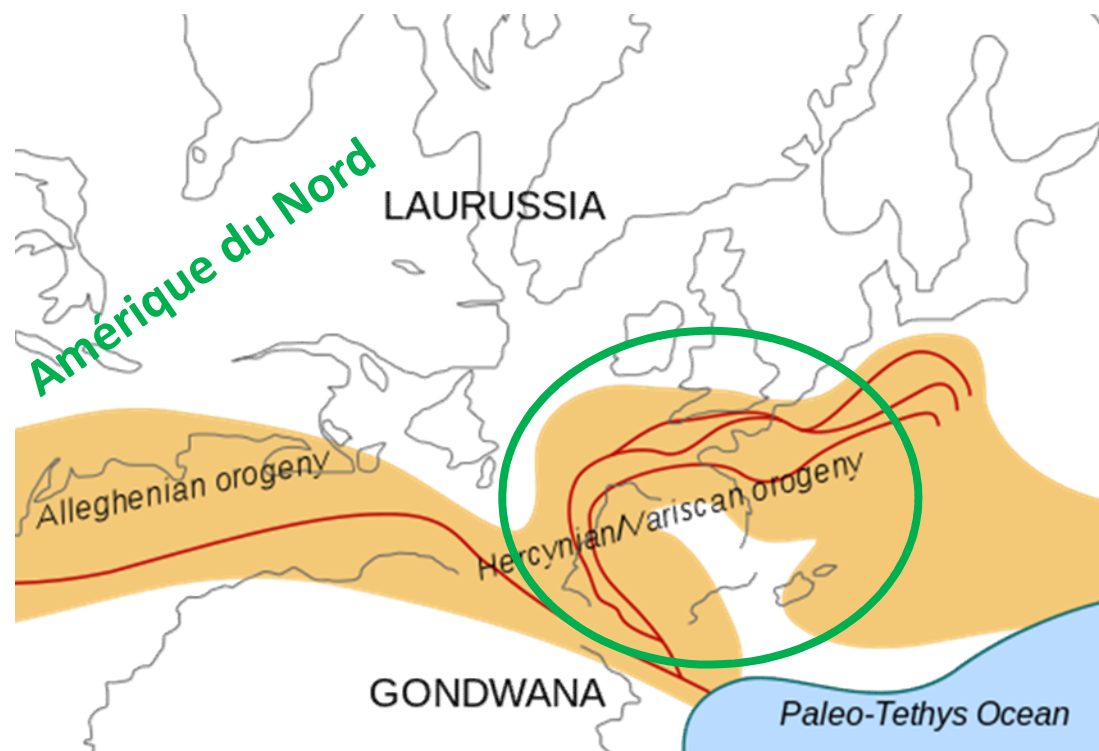 Amérique du Nord
LAURUSSIA
Alleghenian orogeny
Hercynian/Variscan orogeny
GONDWANA
Paleo-Tethys Ocean